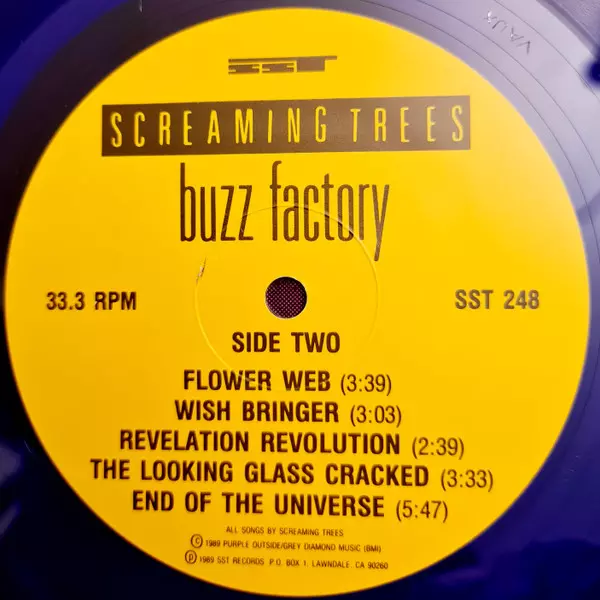 SST
SCREAMING TREES
buzz factory
33.3 RPM
SST 248
SIDE TWO
FLOWER WEB (3:39)
WISH BRINGER (3:03)
REVELATION REVOLUTION (2:39)
THE LOOKING GLASS CRACKED (3:33)
END OF THE UNIVERSE (5:47)
ALL SONGS BY SCREAMING TREES
© 1989 PURPLE OUTSIDE/GREY DIAMOND MUSIC (BMI)
℗ 1989 SST RECORDS P.O. BOX 1, LAWNDALE, CA 90260